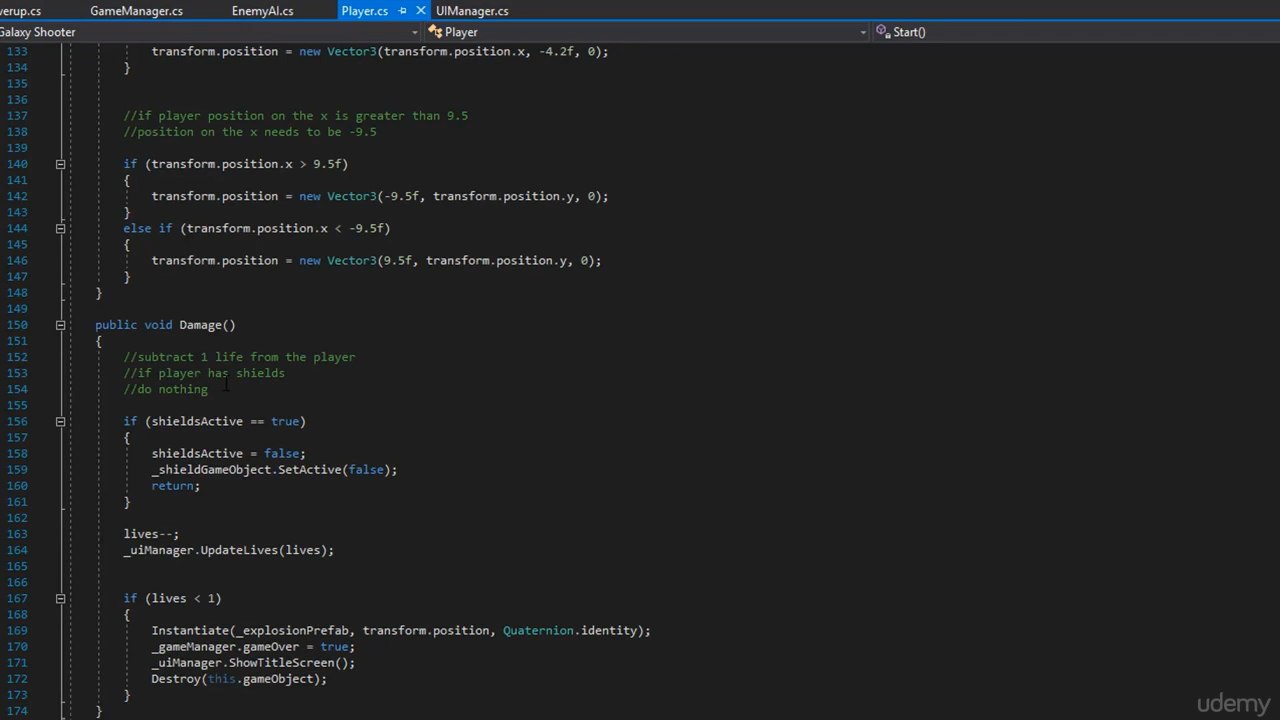 verup.cs GameManager.cs EnemyAI.cs Player.cs UIManager.cs
Galaxy Shooter Player Start()
133 transform.position = new Vector3(transform.position.x, -4.2f, 0);
134 }
135
136
137 //if player position on the x is greater than 9.5
138 //position on the x needs to be -9.5
139
140 if (transform.position.x > 9.5f)
141 {
142 transform.position = new Vector3(-9.5f, transform.position.y, 0);
143 }
144 else if (transform.position.x < -9.5f)
145 {
146 transform.position = new Vector3(9.5f, transform.position.y, 0);
147 }
148 }
149
150 public void Damage()
151 {
152 //subtract 1 life from the player
153 //if player has shields
154 //do nothing
155
156 if (shieldsActive == true)
157 {
158 shieldsActive = false;
159 _shieldGameObject.SetActive(false);
160 return;
161 }
162
163 lives--;
164 _uiManager.UpdateLives(lives);
165
166
167 if (lives < 1)
168 {
169 Instantiate(_explosionPrefab, transform.position, Quaternion.identity);
170 _gameManager.gameOver = true;
171 _uiManager.ShowTitleScreen();
172 Destroy(this.gameObject);
173 }
174 }
udemy